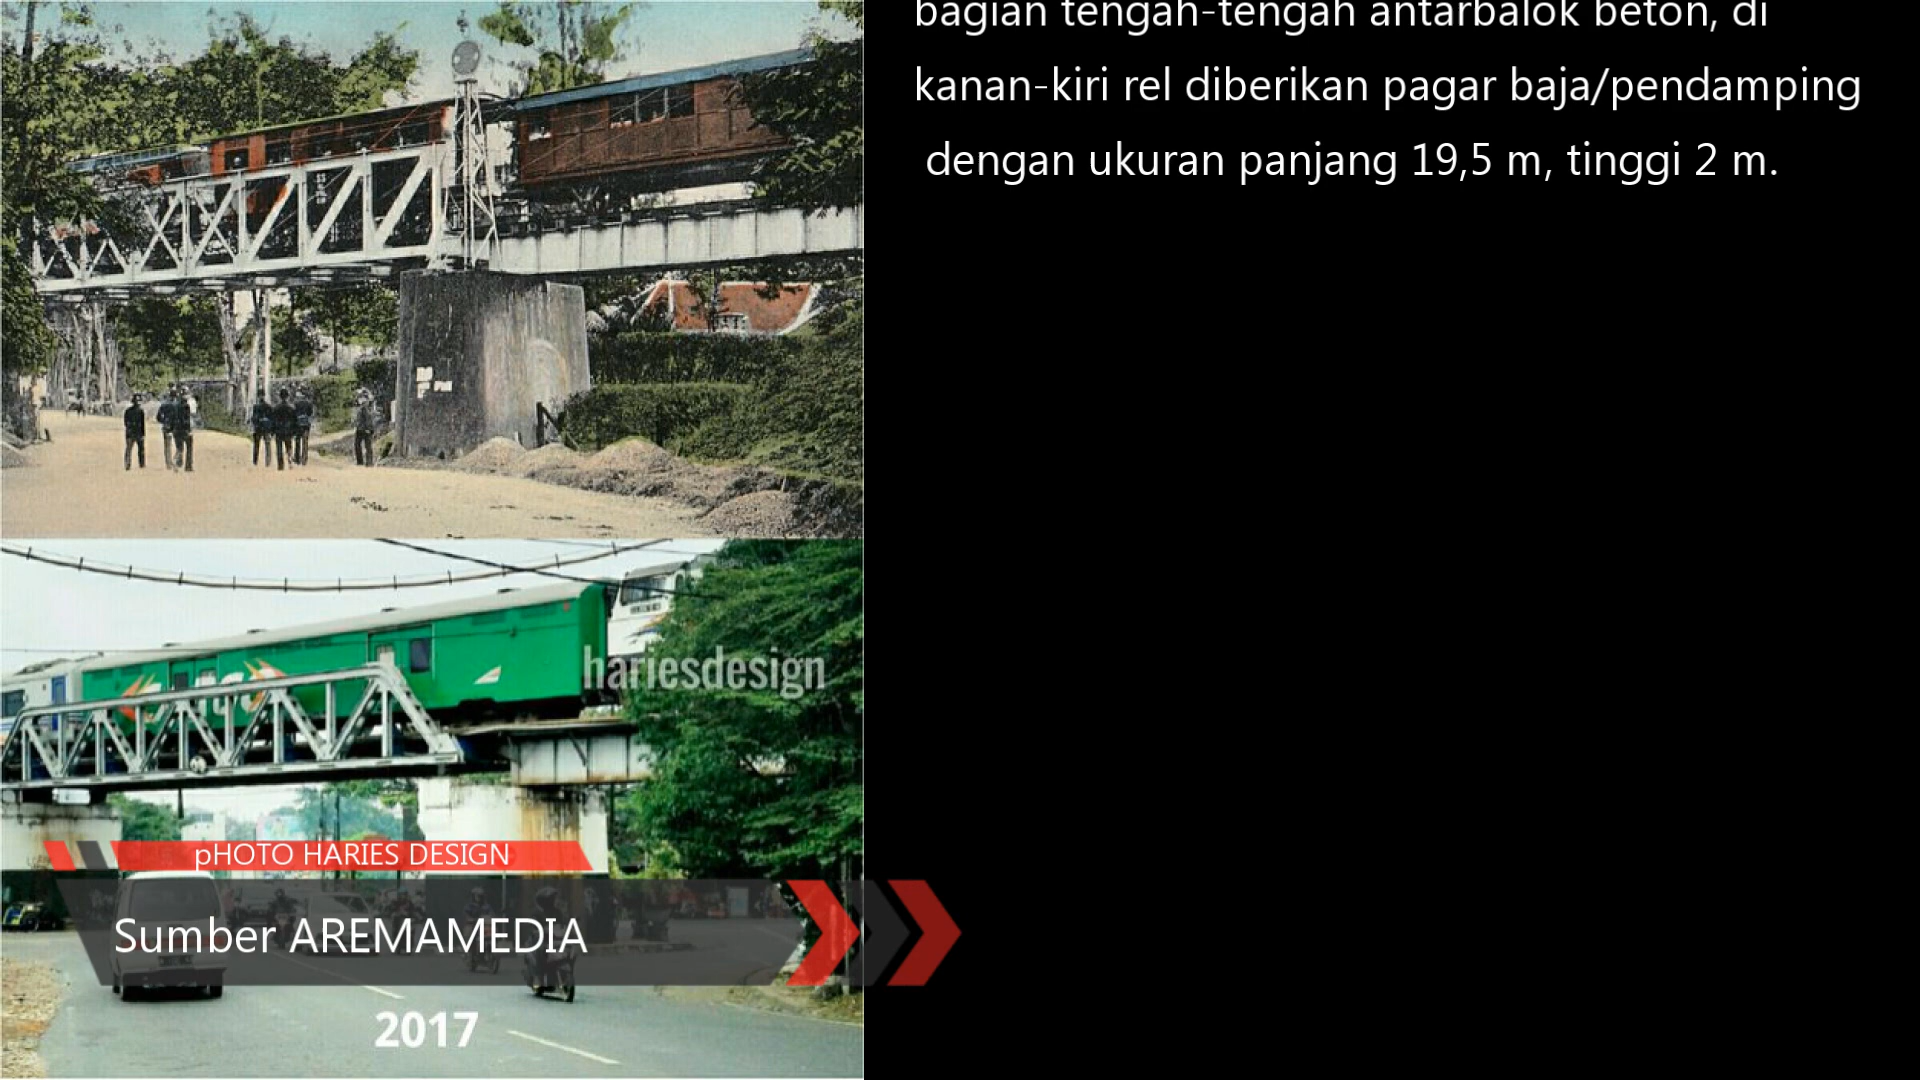 bagian tengah-tengah antarbalok beton, di
kanan-kiri rel diberikan pagar baja/pendamping
dengan ukuran panjang 19,5 m, tinggi 2 m.
hariesdesign
pHOTO HARIES DESIGN
Sumber AREMAMEDIA
2017